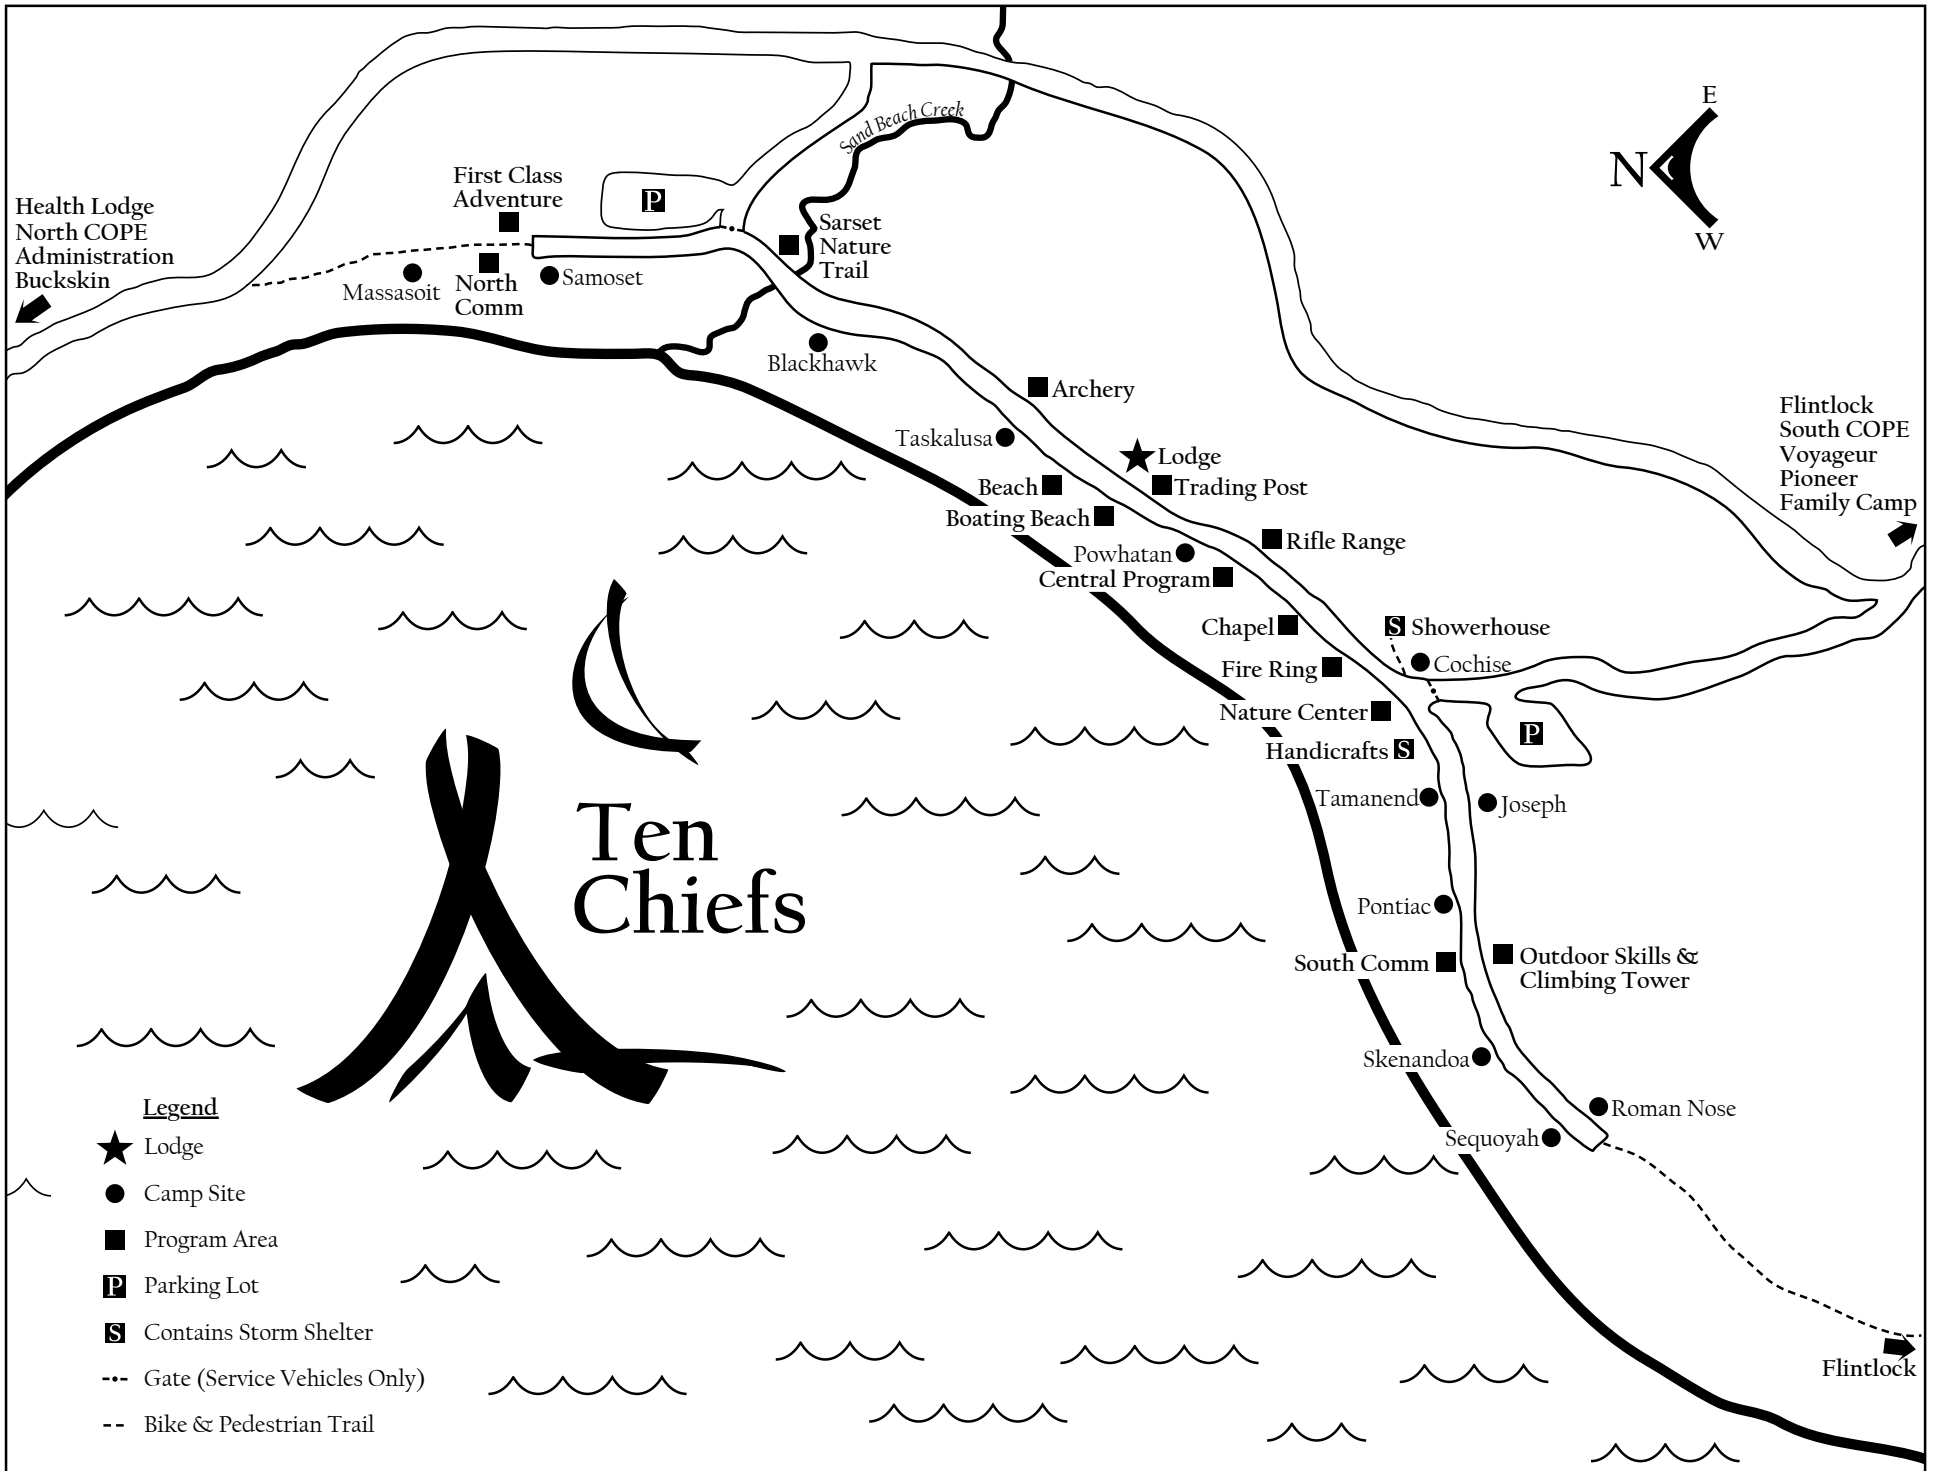 E
N
W
Sand Beach Creek
First Class
Adventure
P
Health Lodge
North COPE
Administration
Buckskin
Sarset
Nature
Trail
Massasoit
North
Comm
Samoset
Blackhawk
Archery
Taskalusa
Lodge
Beach
Trading Post
Boating Beach
Rifle Range
Powhatan
Central Program
Flintlock
South COPE
Voyageur
Pioneer
Family Camp
Chapel
S Showerhouse
Fire Ring
Cochise
Nature Center
P
Handicrafts S
Tamanend
Joseph
Ten
Chiefs
Pontiac
South Comm
Outdoor Skills &
Climbing Tower
Skenandoa
Roman Nose
Sequoyah
Flintlock
Legend
Lodge
Camp Site
Program Area
P Parking Lot
S Contains Storm Shelter
Gate (Service Vehicles Only)
Bike & Pedestrian Trail